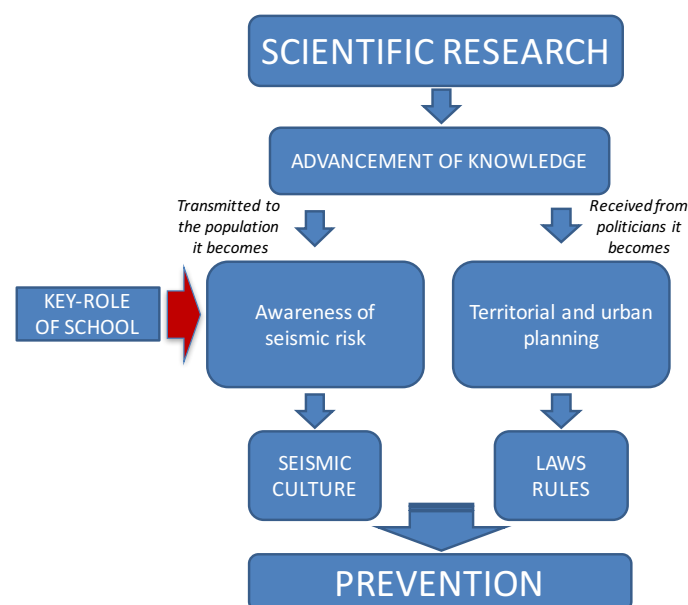 SCIENTIFIC RESEARCH
ADVANCEMENT OF KNOWLEDGE
Transmitted to
the population
it becomes
Received from
politicians it
becomes
KEY-ROLE
OF SCHOOL
Awareness of
seismic risk
Territorial and urban
planning
SEISMIC
CULTURE
LAWS
RULES
PREVENTION